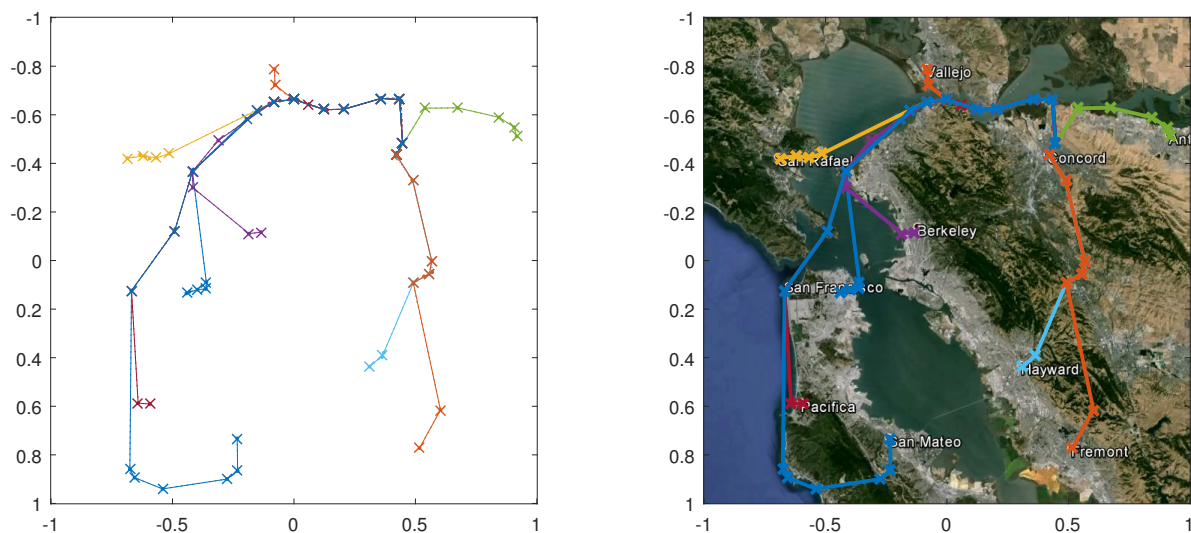 -1
-0.8
-0.6
-0.4
-0.2
0
0.2
0.4
0.6
0.8
1
-1 -0.5 0 0.5 1
-1
-0.8
-0.6
-0.4
-0.2
0
0.2
0.4
0.6
0.8
1
Vallejo
Ant
San Rafael
Concord
Berkeley
San Francisco
Hayward
Pacifica
San Mateo
Fremont
-1 -0.5 0 0.5 1